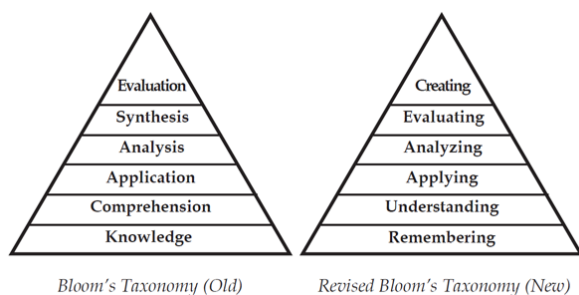 Evaluation
Synthesis
Analysis
Application
Comprehension
Knowledge
Bloom's Taxonomy (Old)
Creating
Evaluating
Analyzing
Applying
Understanding
Remembering
Revised Bloom's Taxonomy (New)